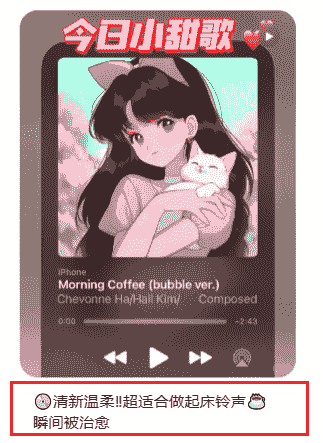 今日小甜歌
iPhone
Morning Coffee (bubble ver.)
Chevonne Ha/Hail Kim/ Composed
0:00 -2:43
清新温柔‼超适合做起床铃声
瞬间被治愈